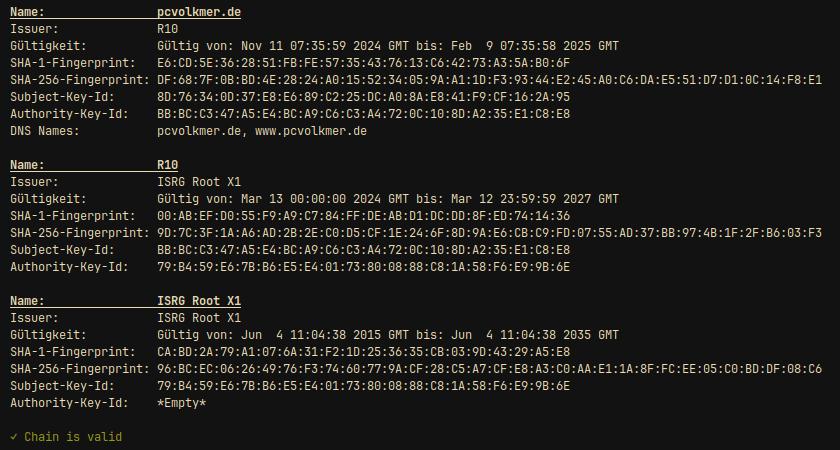 Name: pcvolkmer.de
Issuer: R10
Gültigkeit: Gültig von: Nov 11 07:35:59 2024 GMT bis: Feb  9 07:35:58 2025 GMT
SHA-1-Fingerprint: E6:CD:5E:36:28:51:FB:FE:57:35:43:76:13:C6:42:73:A3:5A:B0:6F
SHA-256-Fingerprint: DF:68:7F:0B:BD:4E:28:24:A0:15:52:34:05:9A:A1:1D:F3:93:44:E2:45:A0:C6:DA:E5:51:D7:D1:0C:14:F8:E1
Subject-Key-Id: 8D:76:34:0D:37:E8:E6:89:C2:25:DC:A0:8A:E8:41:F9:CF:16:2A:95
Authority-Key-Id: BB:BC:C3:47:A5:E4:BC:A9:C6:C3:A4:72:0C:10:8D:A2:35:E1:C8:E8
DNS Names: pcvolkmer.de, www.pcvolkmer.de
Name: R10
Issuer: ISRG Root X1
Gültigkeit: Gültig von: Mar 13 00:00:00 2024 GMT bis: Mar 12 23:59:59 2027 GMT
SHA-1-Fingerprint: 00:AB:EF:D0:55:F9:A9:C7:84:FF:DE:AB:D1:DC:DD:8F:ED:74:14:36
SHA-256-Fingerprint: 9D:7C:3F:1A:A6:AD:2B:2E:C0:D5:CF:1E:24:6F:8D:9A:E6:CB:C9:FD:07:55:AD:37:BB:97:4B:1F:2F:B6:03:F3
Subject-Key-Id: BB:BC:C3:47:A5:E4:BC:A9:C6:C3:A4:72:0C:10:8D:A2:35:E1:C8:E8
Authority-Key-Id: 79:B4:59:E6:7B:B6:E5:E4:01:73:80:08:88:C8:1A:58:F6:E9:9B:6E
Name: ISRG Root X1
Issuer: ISRG Root X1
Gültigkeit: Gültig von: Jun  4 11:04:38 2015 GMT bis: Jun  4 11:04:38 2035 GMT
SHA-1-Fingerprint: CA:BD:2A:79:A1:07:6A:31:F2:1D:25:36:35:CB:03:9D:43:29:A5:E8
SHA-256-Fingerprint: 96:BC:EC:06:26:49:76:F3:74:60:77:9A:CF:28:C5:A7:CF:E8:A3:C0:AA:E1:1A:8F:FC:EE:05:C0:BD:DF:08:C6
Subject-Key-Id: 79:B4:59:E6:7B:B6:E5:E4:01:73:80:08:88:C8:1A:58:F6:E9:9B:6E
Authority-Key-Id: *Empty*
✓ Chain is valid